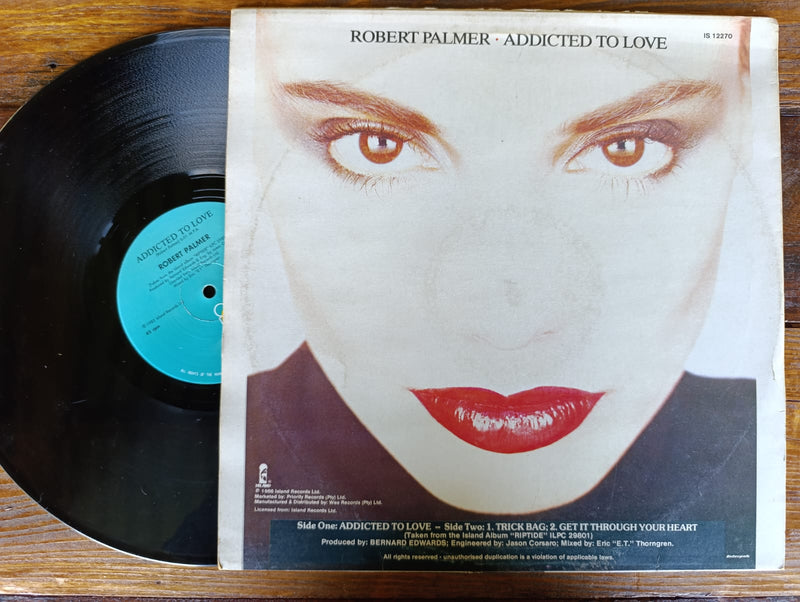 ROBERT PALMER · ADDICTED TO LOVE
IS 12270
ADDICTED TO LOVE
ROBERT PALMER
ISLAND
℗ 1986 Island Records Ltd.
Marketed by: Priority Records (Pty) Ltd.
Manufactured & Distributed by: Wea Records (Pty) Ltd.
Licensed from: Island Records Ltd.
Side One: ADDICTED TO LOVE – Side Two: 1. TRICK BAG; 2. GET IT THROUGH YOUR HEART
(Taken from the Island Album "RIPTIDE" ILPC 29801)
Produced by: BERNARD EDWARDS; Engineered by: Jason Corsaro; Mixed by: Eric "E.T." Thorngren.
All rights reserved - unauthorised duplication is a violation of applicable laws.